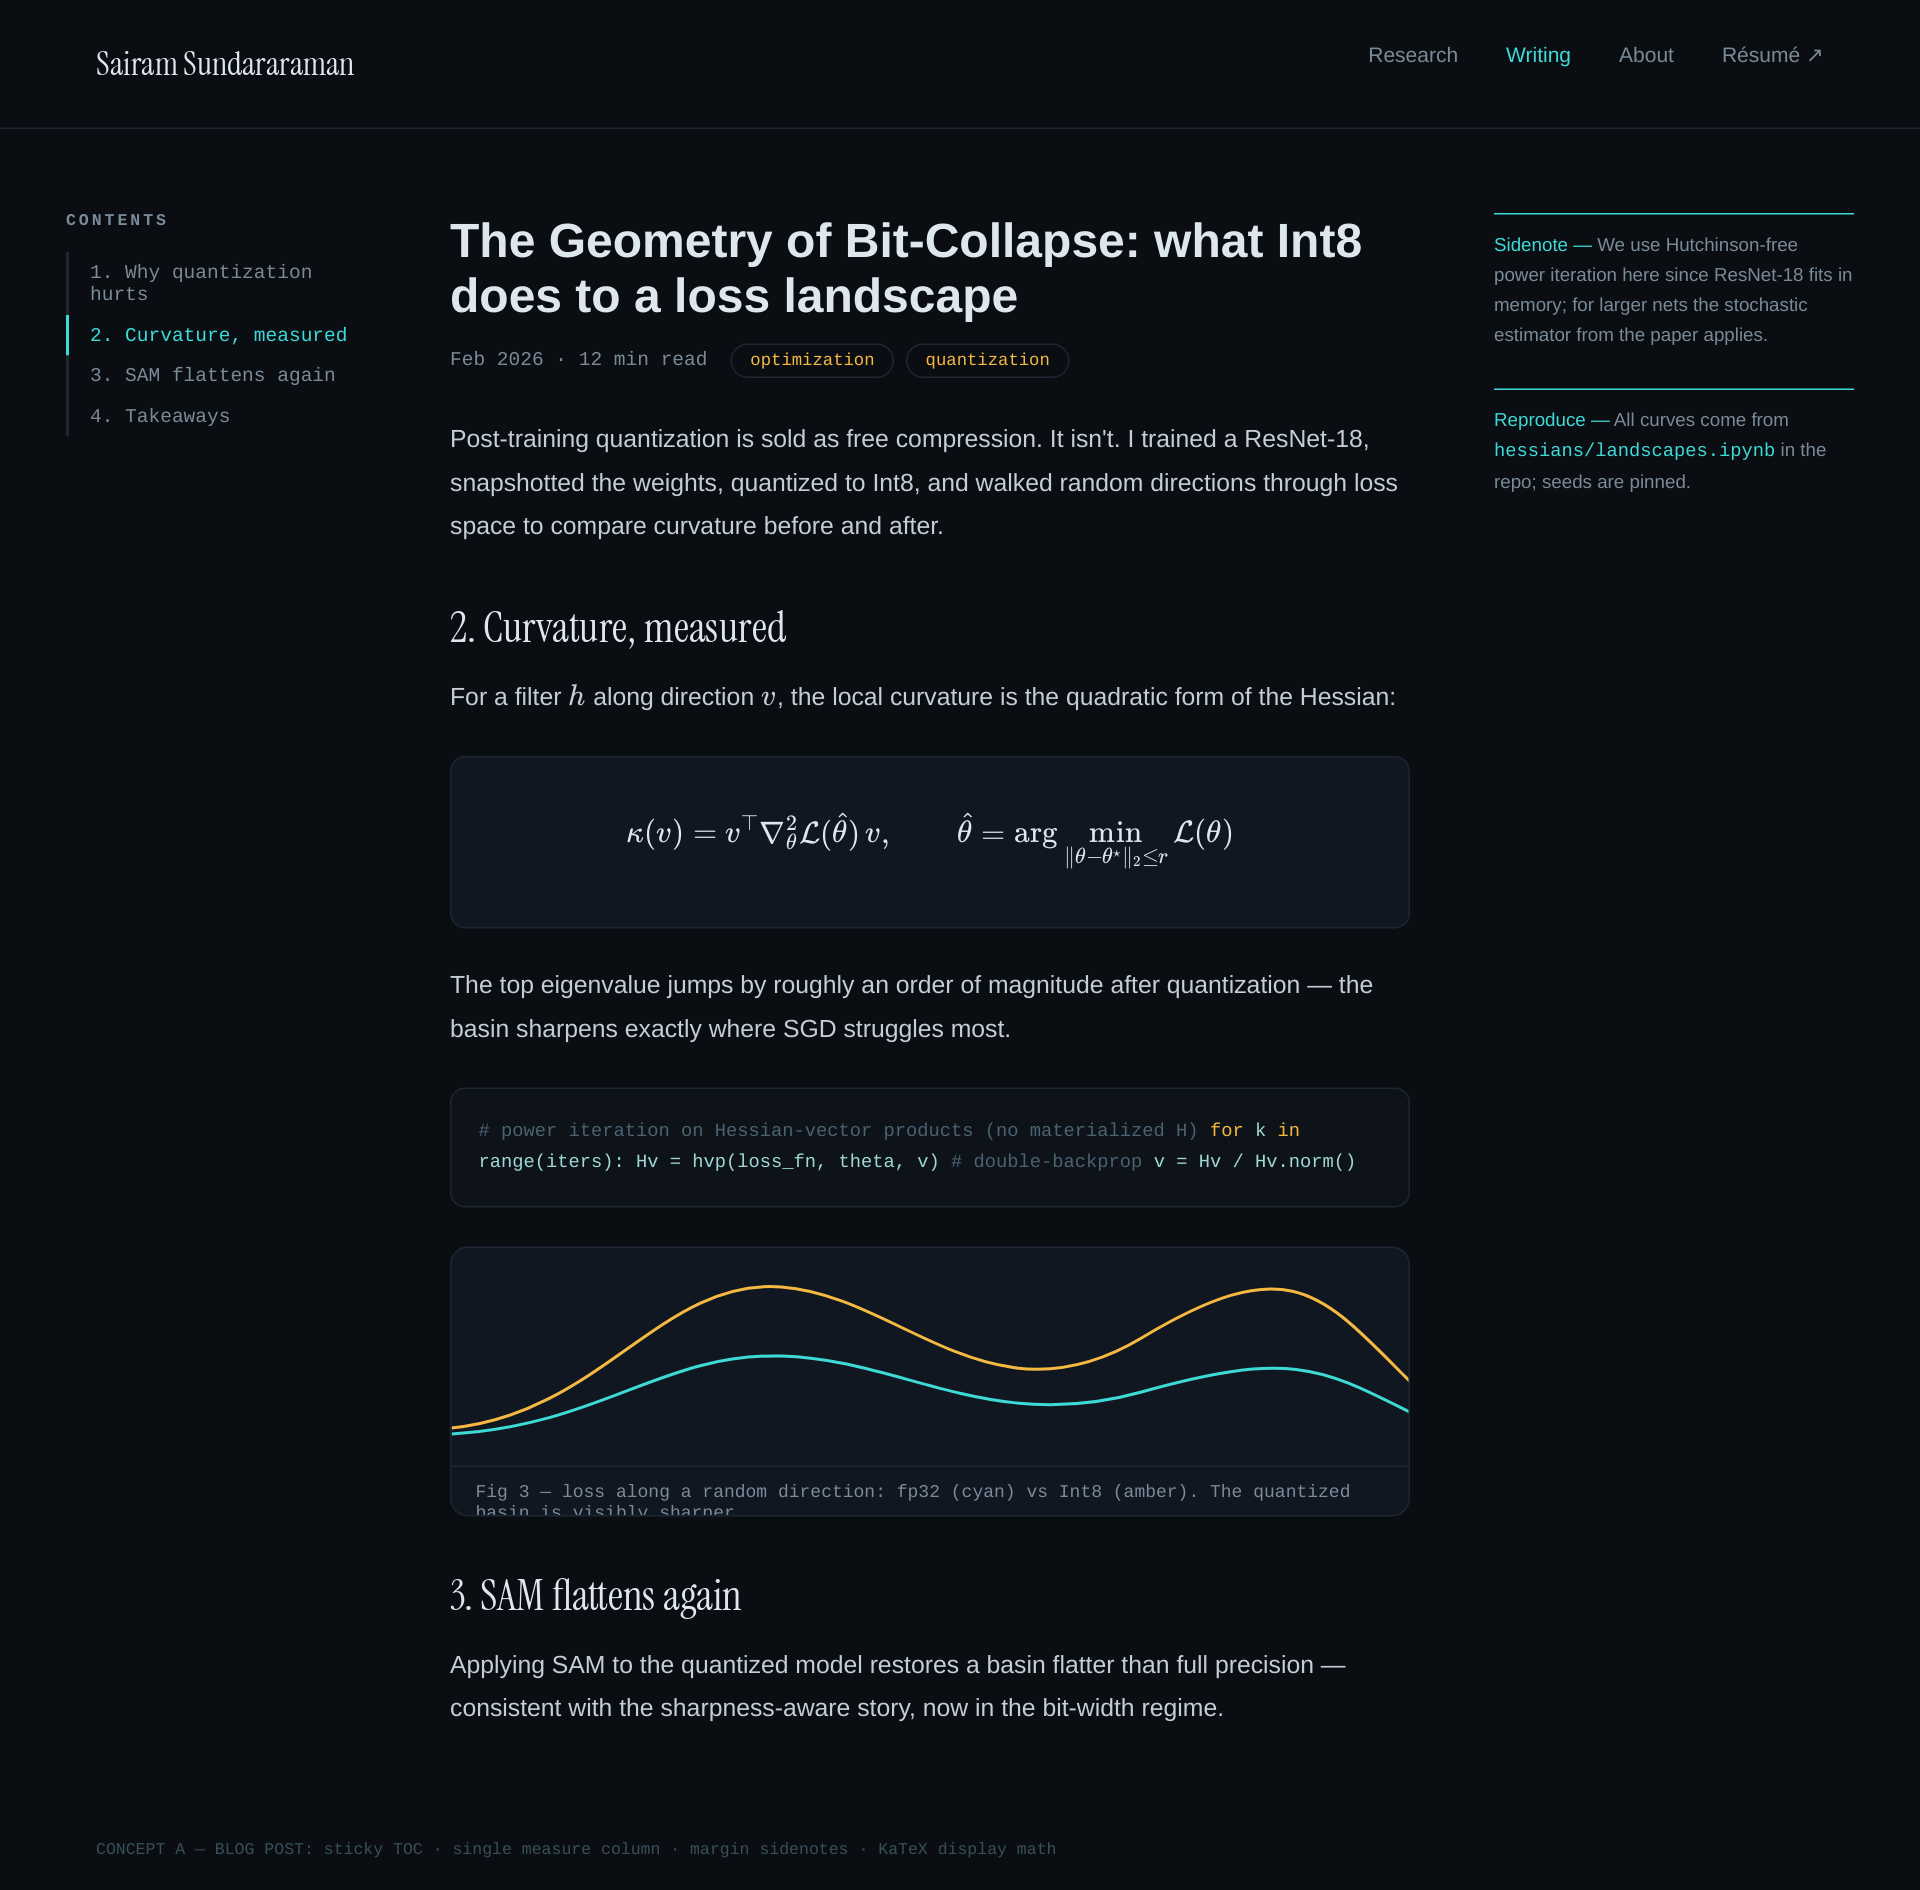 Sairam Sundararaman
Research Writing About Résumé ↗
CONTENTS
1. Why quantization
hurts
2. Curvature, measured
3. SAM flattens again
4. Takeaways
The Geometry of Bit-Collapse: what Int8
does to a loss landscape
Feb 2026 · 12 min read optimization quantization
Post-training quantization is sold as free compression. It isn't. I trained a ResNet-18,
snapshotted the weights, quantized to Int8, and walked random directions through loss
space to compare curvature before and after.
2. Curvature, measured
For a filter h along direction v, the local curvature is the quadratic form of the Hessian:
κ(v) = v⊤∇²θℒ(θ̂) v, θ̂ = arg min ‖θ−θ⋆‖₂≤r ℒ(θ)
The top eigenvalue jumps by roughly an order of magnitude after quantization — the
basin sharpens exactly where SGD struggles most.
# power iteration on Hessian-vector products (no materialized H) for k in
range(iters): Hv = hvp(loss_fn, theta, v) # double-backprop v = Hv / Hv.norm()
Fig 3 — loss along a random direction: fp32 (cyan) vs Int8 (amber). The quantized
basin is visibly sharper
3. SAM flattens again
Applying SAM to the quantized model restores a basin flatter than full precision —
consistent with the sharpness-aware story, now in the bit-width regime.
Sidenote — We use Hutchinson-free
power iteration here since ResNet-18 fits in
memory; for larger nets the stochastic
estimator from the paper applies.
Reproduce — All curves come from
hessians/landscapes.ipynb in the
repo; seeds are pinned.
CONCEPT A — BLOG POST: sticky TOC · single measure column · margin sidenotes · KaTeX display math